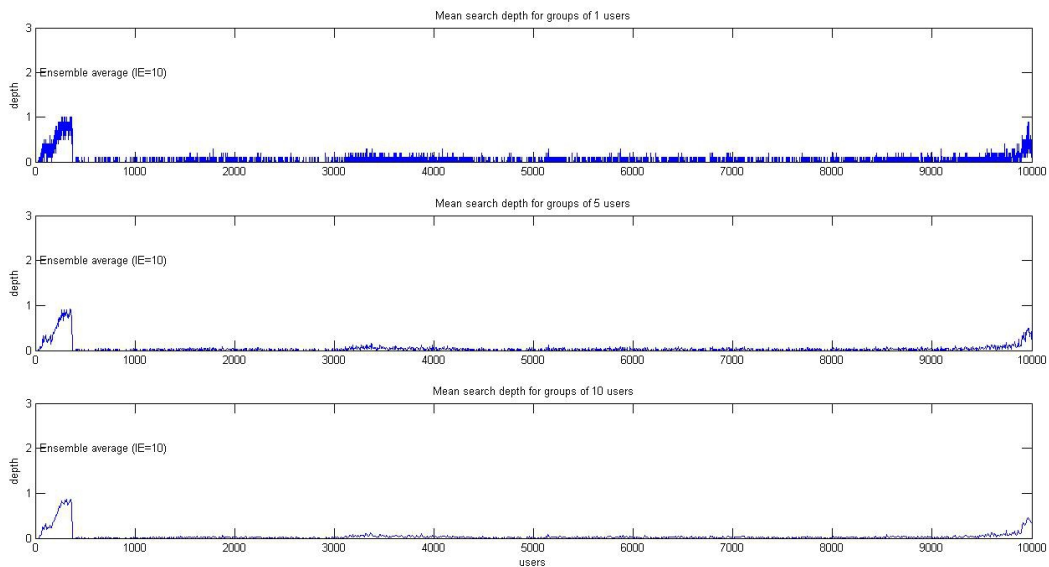 Mean search depth for groups of 1 users
3
2
1
0
depth
Ensemble average (IE=10)
0 1000 2000 3000 4000 5000 6000 7000 8000 9000 10000
Mean search depth for groups of 5 users
3
2
1
0
depth
Ensemble average (IE=10)
0 1000 2000 3000 4000 5000 6000 7000 8000 9000 10000
Mean search depth for groups of 10 users
3
2
1
0
depth
Ensemble average (IE=10)
0 1000 2000 3000 4000 5000 6000 7000 8000 9000 10000
users